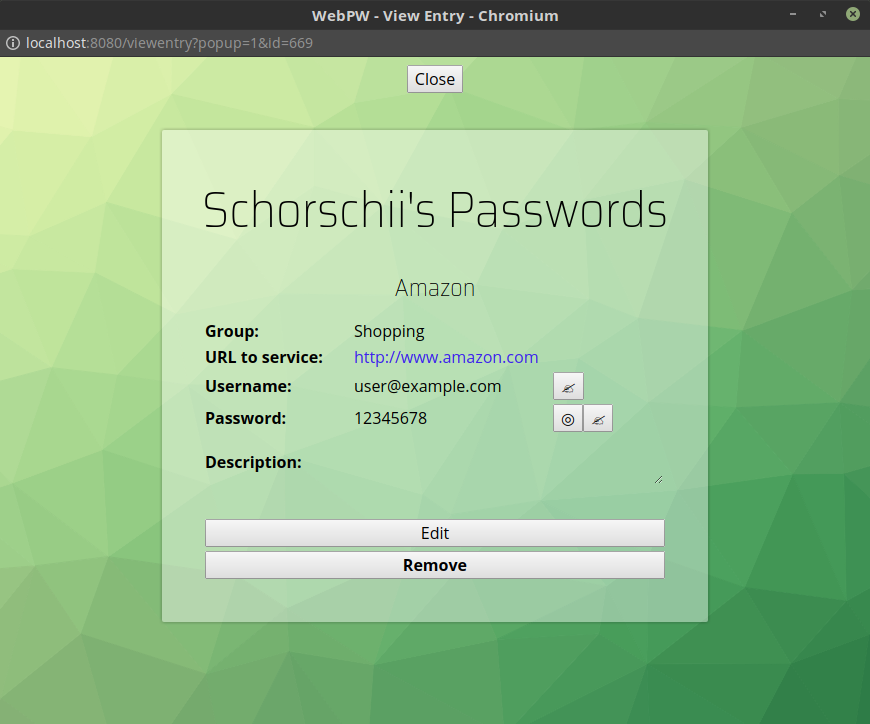 WebPW - View Entry - Chromium
localhost:8080/viewentry?popup=1&id=669
Close
Schorschii's Passwords
Amazon
Group: Shopping
URL to service: http://www.amazon.com
Username: user@example.com
Password: 12345678
Description:
Edit
Remove